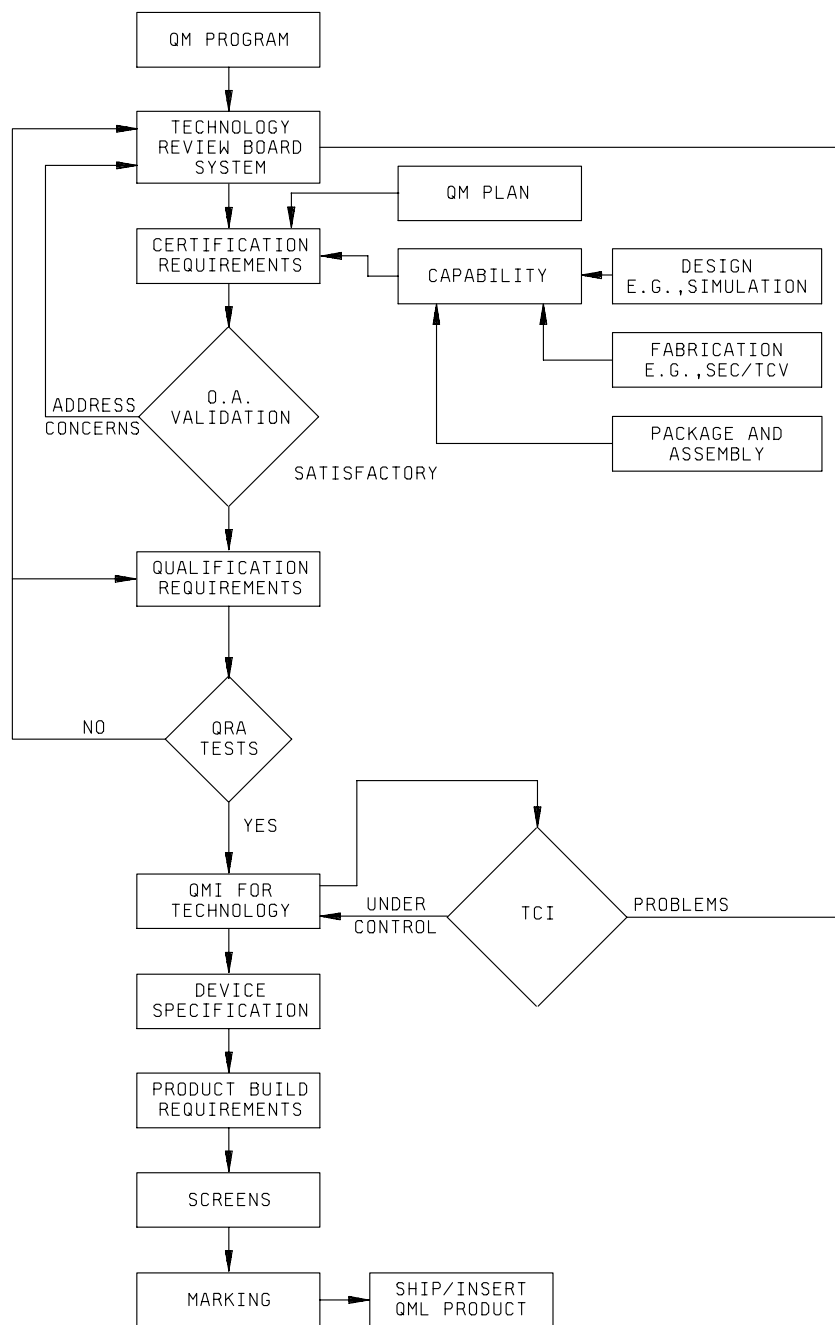 QM PROGRAM
TECHNOLOGY
REVIEW BOARD
SYSTEM
QM PLAN
CERTIFICATION
REQUIREMENTS
CAPABILITY
DESIGN
E.G.,SIMULATION
FABRICATION
E.G.,SEC/TCV
PACKAGE AND
ASSEMBLY
ADDRESS
CONCERNS
O.A.
VALIDATION
SATISFACTORY
QUALIFICATION
REQUIREMENTS
NO
QRA
TESTS
YES
QMI FOR
TECHNOLOGY
UNDER
CONTROL
TCI
PROBLEMS
DEVICE
SPECIFICATION
PRODUCT BUILD
REQUIREMENTS
SCREENS
MARKING
SHIP/INSERT
QML PRODUCT